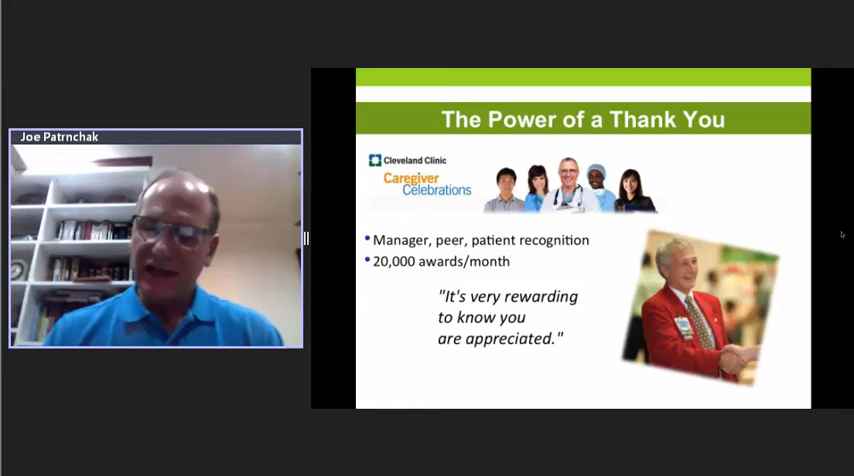 Joe Patrnchak
The Power of a Thank You
Cleveland Clinic
Caregiver
Celebrations
• Manager, peer, patient recognition
• 20,000 awards/month
"It's very rewarding
to know you
are appreciated."